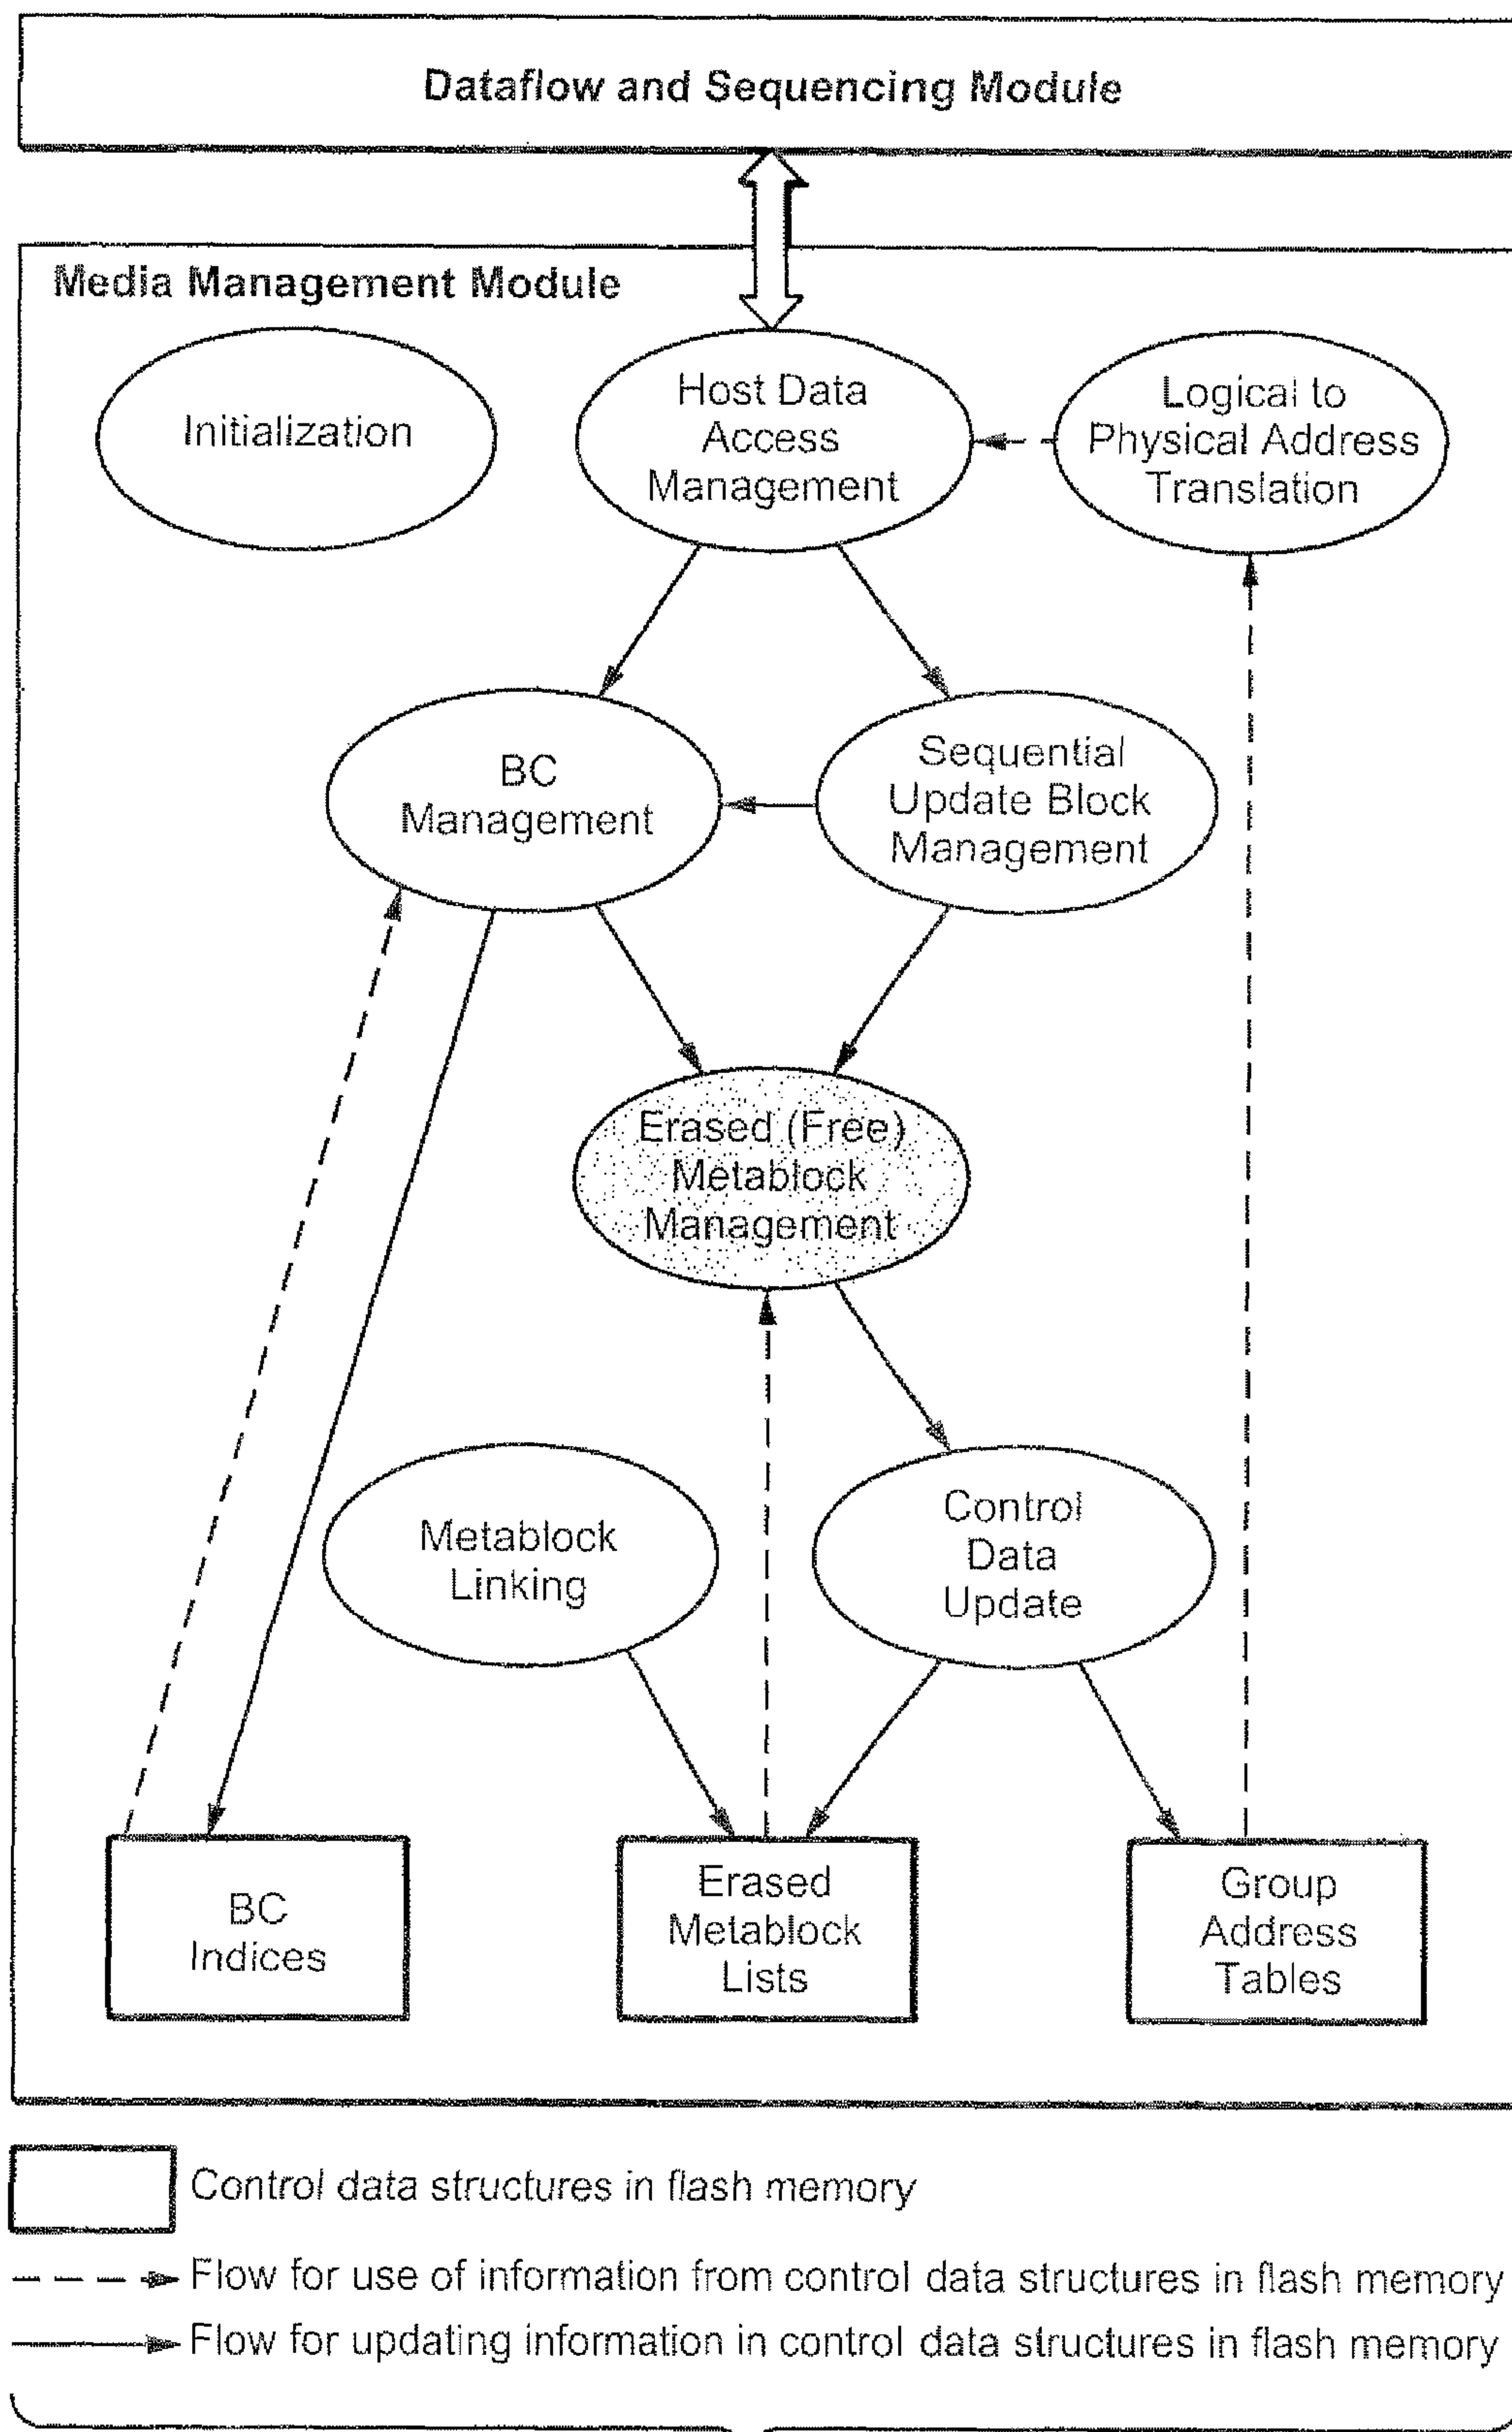 Dataflow and Sequencing Module
Media Management Module
Initialization
Host Data
Access
Management
Logical to
Physical Address
Translation
BC
Management
Sequential
Update Block
Management
Erased (Free)
Metablock
Management
Metablock
Linking
Control
Data
Update
BC
Indices
Erased
Metablock
Lists
Group
Address
Tables
Control data structures in flash memory
Flow for use of information from control data structures in flash memory
Flow for updating information in control data structures in flash memory